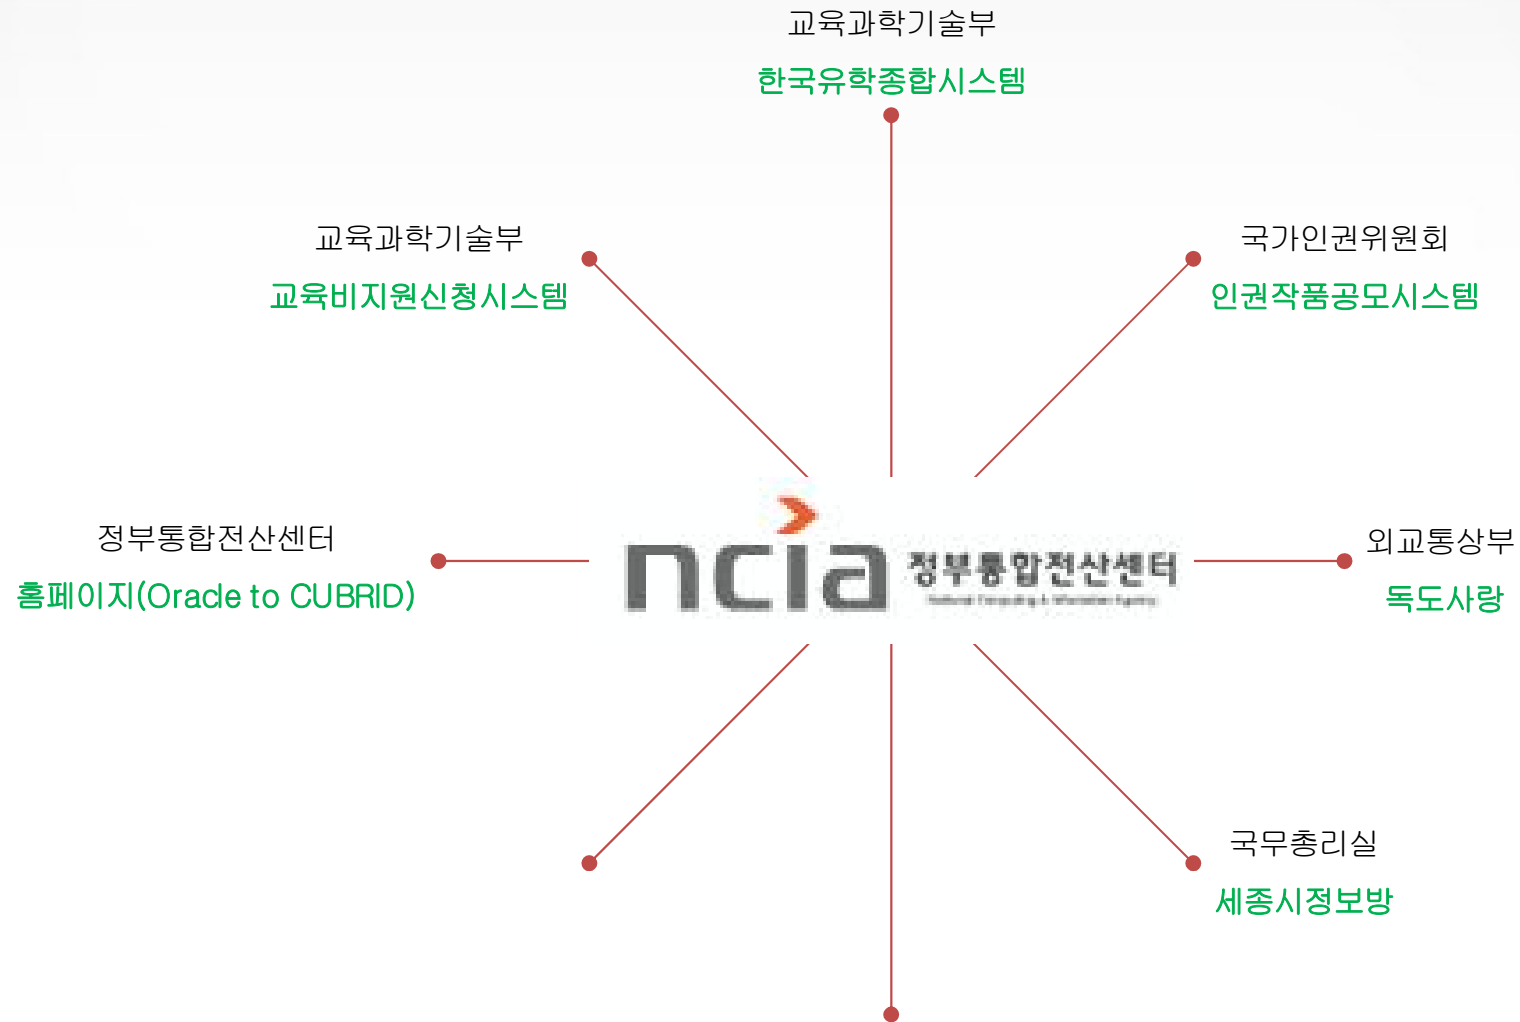 교육과학기술부
한국유학종합시스템
교육과학기술부
교육비지원신청시스템
국가인권위원회
인권작품공모시스템
정부통합전산센터
홈페이지(Oracle to CUBRID)
ncia 정부통합전산센터
National Computing & Information Agency
외교통상부
독도사랑
국무총리실
세종시정보방